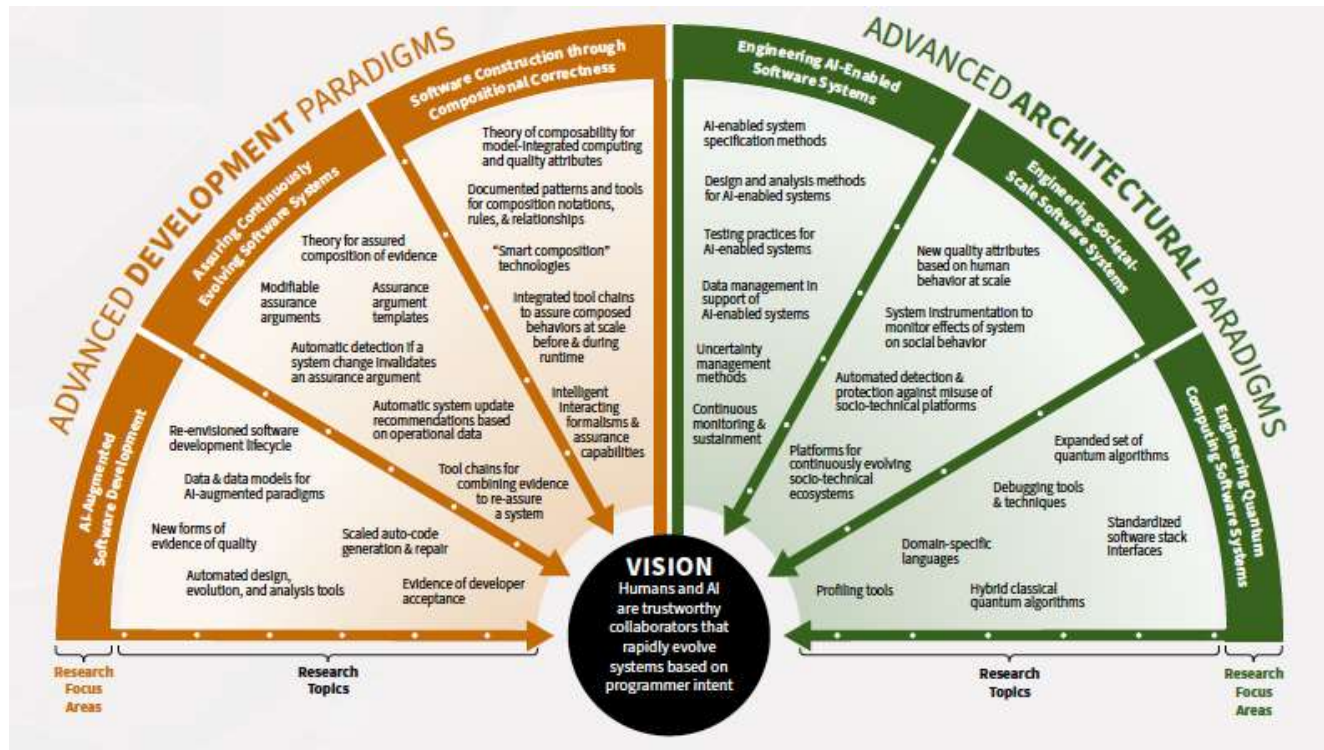 ADVANCED DEVELOPMENT PARADIGMS
ADVANCED ARCHITECTURAL PARADIGMS
AI-Augmented
Software Development
Re-envisioned software
development lifecycle
Data & data models for
AI-augmented paradigms
New forms of
evidence of quality
Scaled auto-code
generation & repair
Automated design,
evolution, and analysis tools
Evidence of developer
acceptance
Assuring Continuously
Evolving Software Systems
Theory for assured
composition of evidence
Modifiable
assurance
arguments
Assurance
argument
templates
Automatic detection if a
system change invalidates
an assurance argument
Automatic system update
recommendations based
on operational data
Tool chains for
combining evidence
to re-assure
a system
Software Construction through
Compositional Correctness
Theory of composability for
model-integrated computing
and quality attributes
Documented patterns and tools
for composition notations,
rules, & relationships
“Smart composition”
technologies
Integrated tool chains
to assure composed
behaviors at scale
before & during
runtime
Intelligent
interacting
formalisms &
assurance
capabilities
Engineering AI-Enabled
Software Systems
AI-enabled system
specification methods
Design and analysis methods
for AI-enabled systems
Testing practices for
AI-enabled systems
Data management in
support of
AI-enabled systems
Uncertainty
management
methods
Continuous
monitoring &
sustainment
Engineering Societal-
Scale Software Systems
New quality attributes
based on human
behavior at scale
System instrumentation to
monitor effects of system
on social behavior
Automated detection &
protection against misuse of
socio-technical platforms
Platforms for
continuously evolving
socio-technical
ecosystems
Engineering Quantum
Computing Software Systems
Expanded set of
quantum algorithms
Debugging tools
& techniques
Standardized
software stack
interfaces
Domain-specific
languages
Profiling tools
Hybrid classical
quantum algorithms
VISION
Humans and AI
are trustworthy
collaborators that
rapidly evolve
systems based on
programmer intent
Research
Focus
Areas
Research
Topics
Research
Topics
Research
Focus
Areas